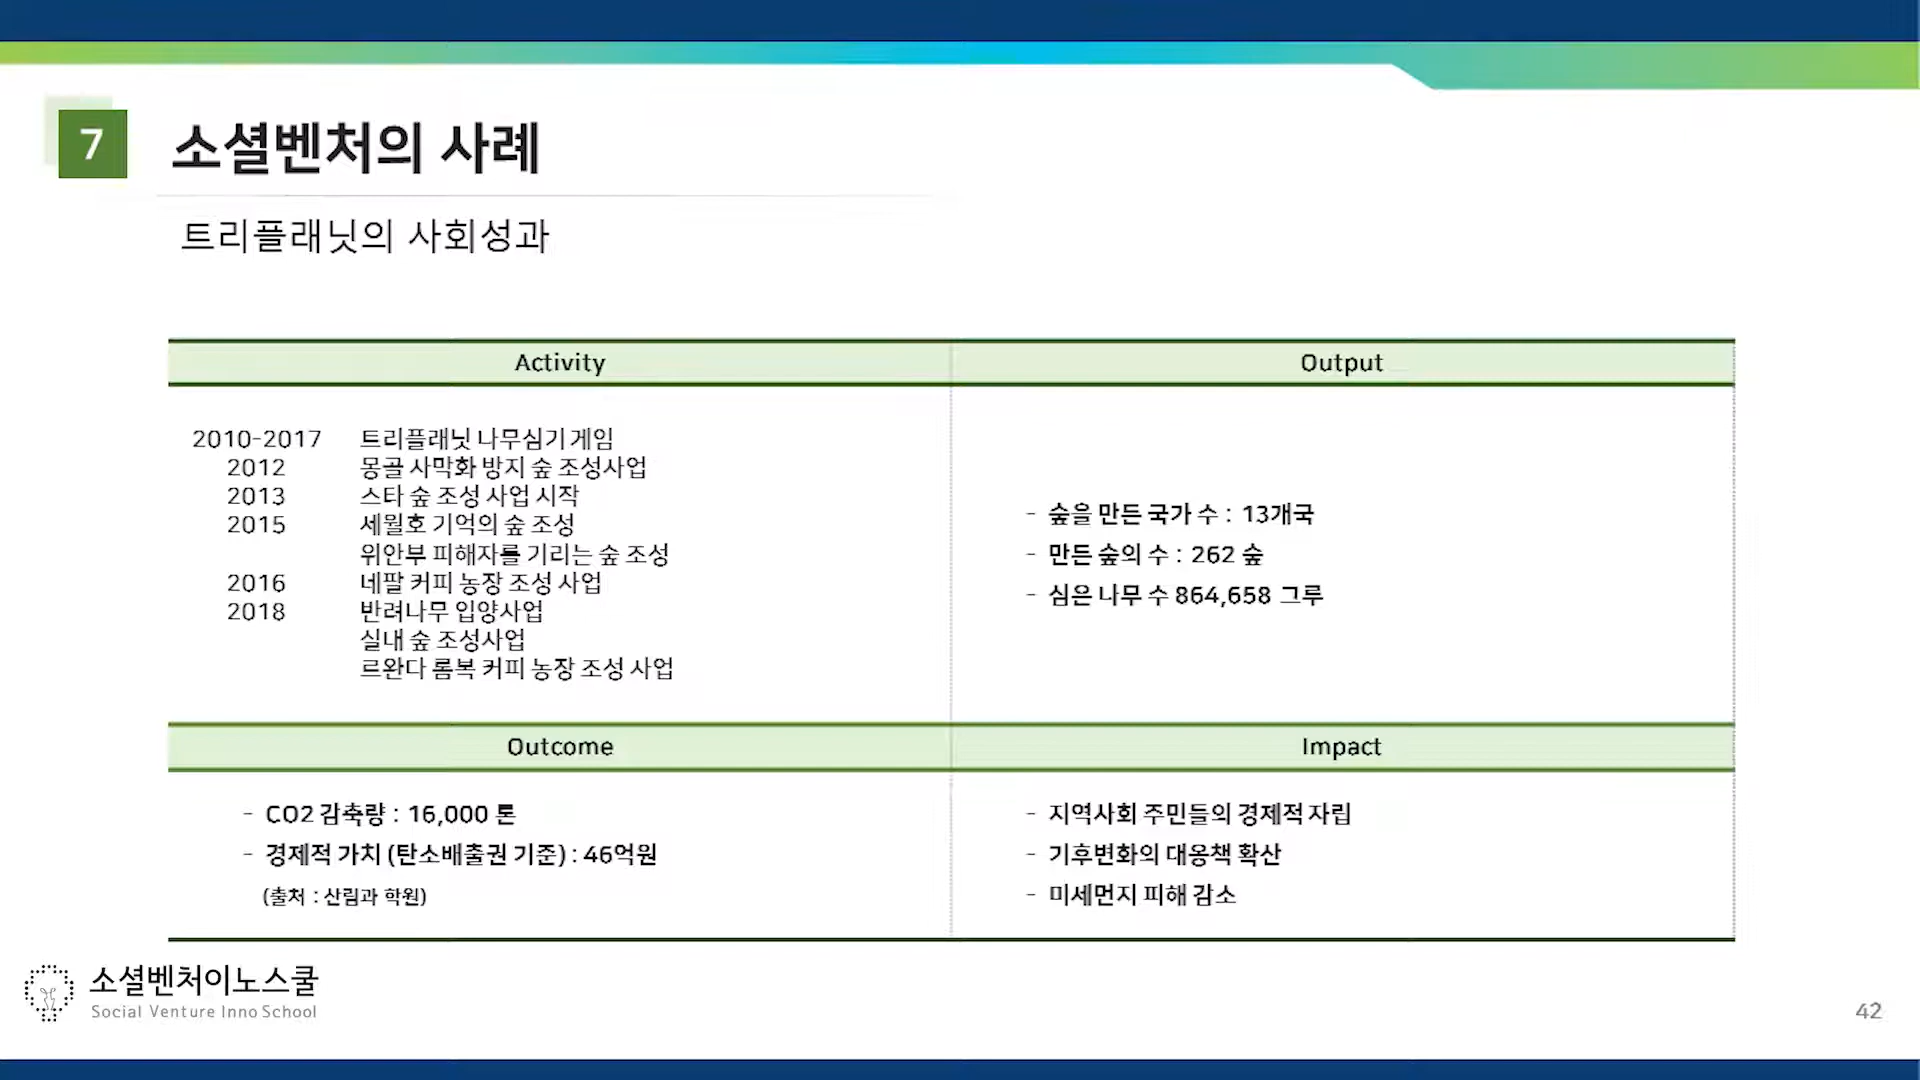 7
소셜벤처의 사례
트리플래닛의 사회성과
Activity
Output
2010-2017 트리플래닛 나무심기 게임
2012 몽골 사막화 방지 숲 조성사업
2013 스타 숲 조성 사업 시작
2015 세월호 기억의 숲 조성
위안부 피해자를 기리는 숲 조성
2016 네팔 커피 농장 조성 사업
2018 반려나무 입양사업
실내 숲 조성사업
르완다 롬복 커피 농장 조성 사업
- 숲을 만든 국가 수 : 13개국
- 만든 숲의 수 : 262 숲
- 심은 나무 수 864,658 그루
Outcome
Impact
- CO2 감축량 : 16,000 톤
- 경제적 가치 (탄소배출권 기준) : 46억원
(출처 : 산림과 학원)
- 지역사회 주민들의 경제적 자립
- 기후변화의 대응책 확산
- 미세먼지 피해 감소
소셜벤처이노스쿨
Social Venture Inno School
42